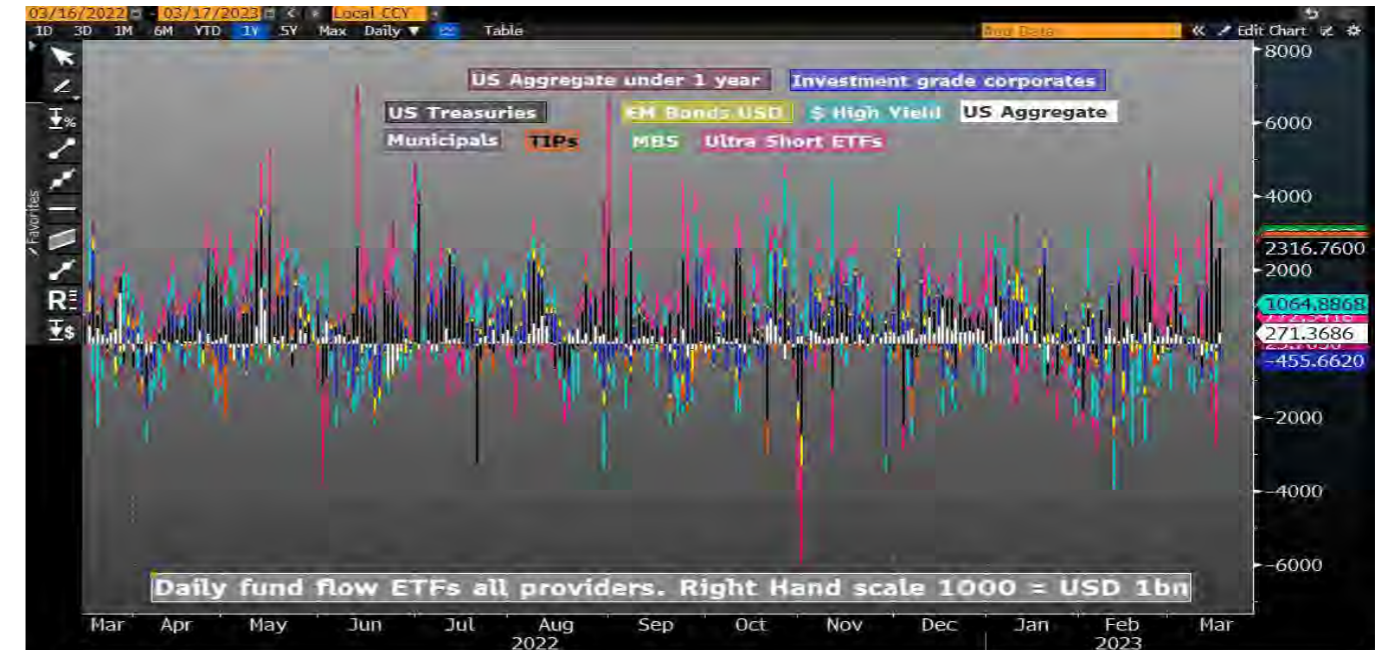 03/16/2022 - 03/17/2023 Local CCY
1D 3D 1M 6M YTD 1Y 5Y Max Daily ▼ Table Add Data « Edit Chart
8000
US Aggregate under 1 year Investment grade corporates
US Treasuries EM Bonds USD $ High Yield US Aggregate
Municipals TIPs MBS Ultra Short ETFs
6000
Favorites
%
R
$
4000
2316.7600
2000
1064.8868
271.3686
-455.6620
-2000
-4000
-6000
Daily fund flow ETFs all providers. Right Hand scale 1000 = USD 1bn
Mar Apr May Jun Jul Aug Sep Oct Nov Dec Jan Feb Mar
2022 2023